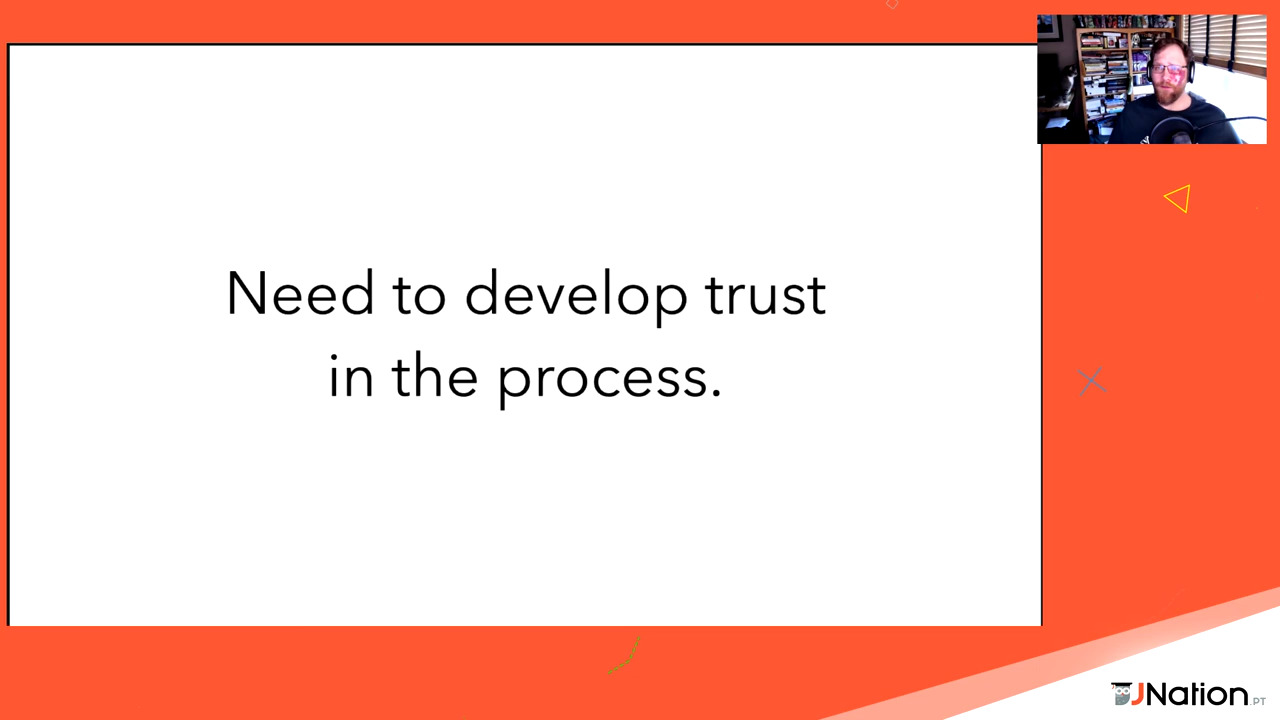 Need to develop trust
in the process.
JNation.PT